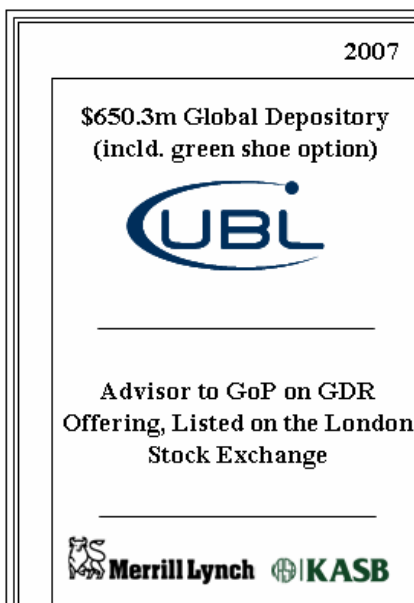 2007
$650.3m Global Depository
(incld. green shoe option)
UBL
Advisor to GoP on GDR
Offering, Listed on the London
Stock Exchange
Merrill Lynch KASB